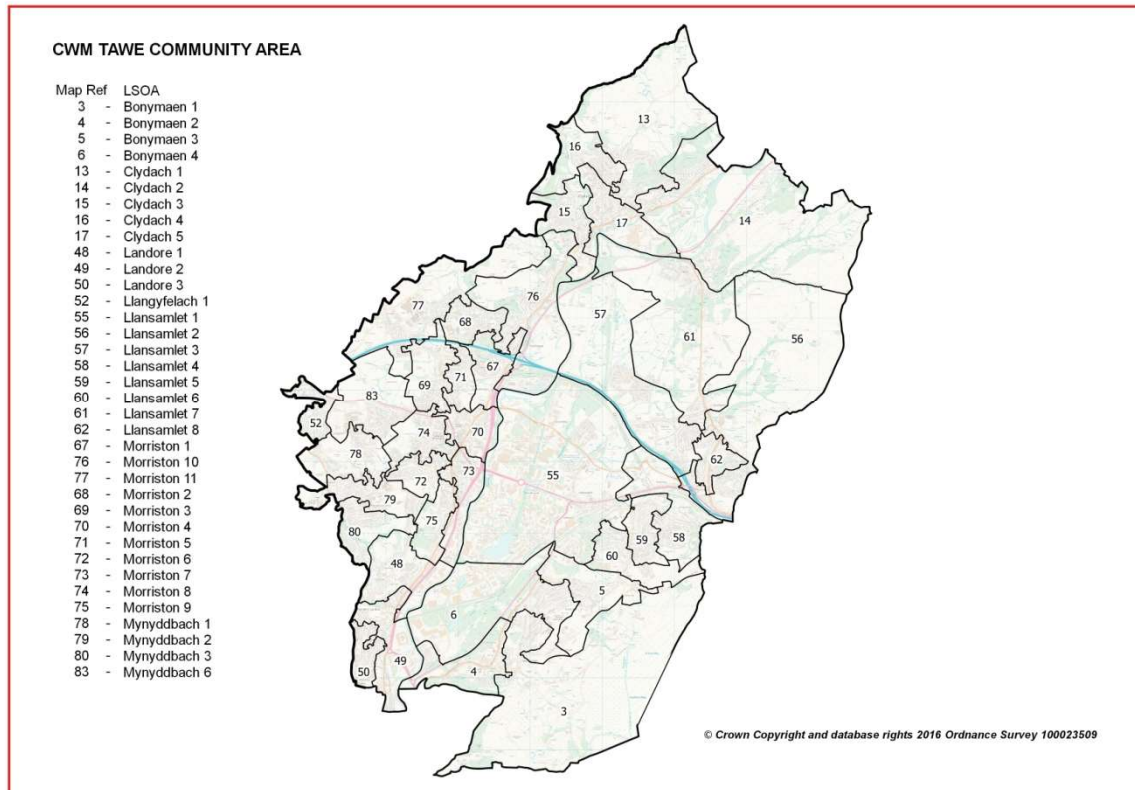 CWM TAWE COMMUNITY AREA
Map Ref LSOA
3 - Bonymaen 1
4 - Bonymaen 2
5 - Bonymaen 3
6 - Bonymaen 4
13 - Clydach 1
14 - Clydach 2
15 - Clydach 3
16 - Clydach 4
17 - Clydach 5
48 - Landore 1
49 - Landore 2
50 - Landore 3
52 - Llangyfelach 1
55 - Llansamlet 1
56 - Llansamlet 2
57 - Llansamlet 3
58 - Llansamlet 4
59 - Llansamlet 5
60 - Llansamlet 6
61 - Llansamlet 7
62 - Llansamlet 8
67 - Morriston 1
76 - Morriston 10
77 - Morriston 11
68 - Morriston 2
69 - Morriston 3
70 - Morriston 4
71 - Morriston 5
72 - Morriston 6
73 - Morriston 7
74 - Morriston 8
75 - Morriston 9
78 - Mynyddbach 1
79 - Mynyddbach 2
80 - Mynyddbach 3
83 - Mynyddbach 6
13
16
15
17
14
76
77
68
57
61
56
67
71
69
83
52
74
70
78
62
73
55
72
79
75
80
59
58
60
48
5
6
49
50
4
3
© Crown Copyright and database rights 2016 Ordnance Survey 100023509